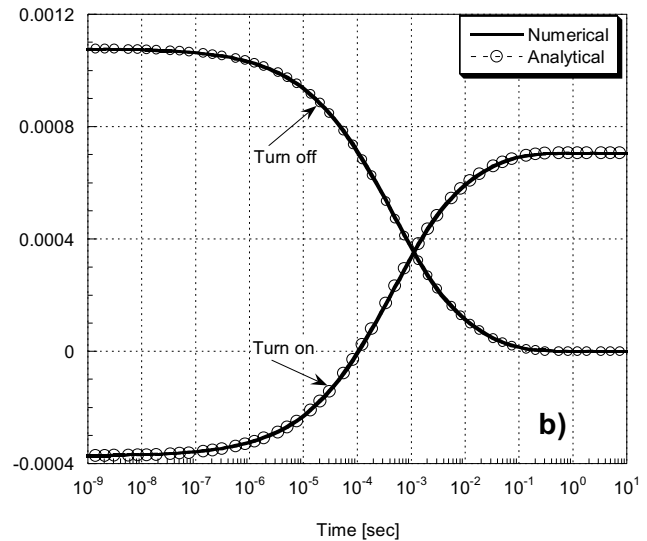 0.0012
Numerical
Analytical
0.0008
Turn off
0.0004
0
Turn on
b)
-0.0004
10⁻⁹ 10⁻⁸ 10⁻⁷ 10⁻⁶ 10⁻⁵ 10⁻⁴ 10⁻³ 10⁻² 10⁻¹ 10⁰ 10¹
Time [sec]